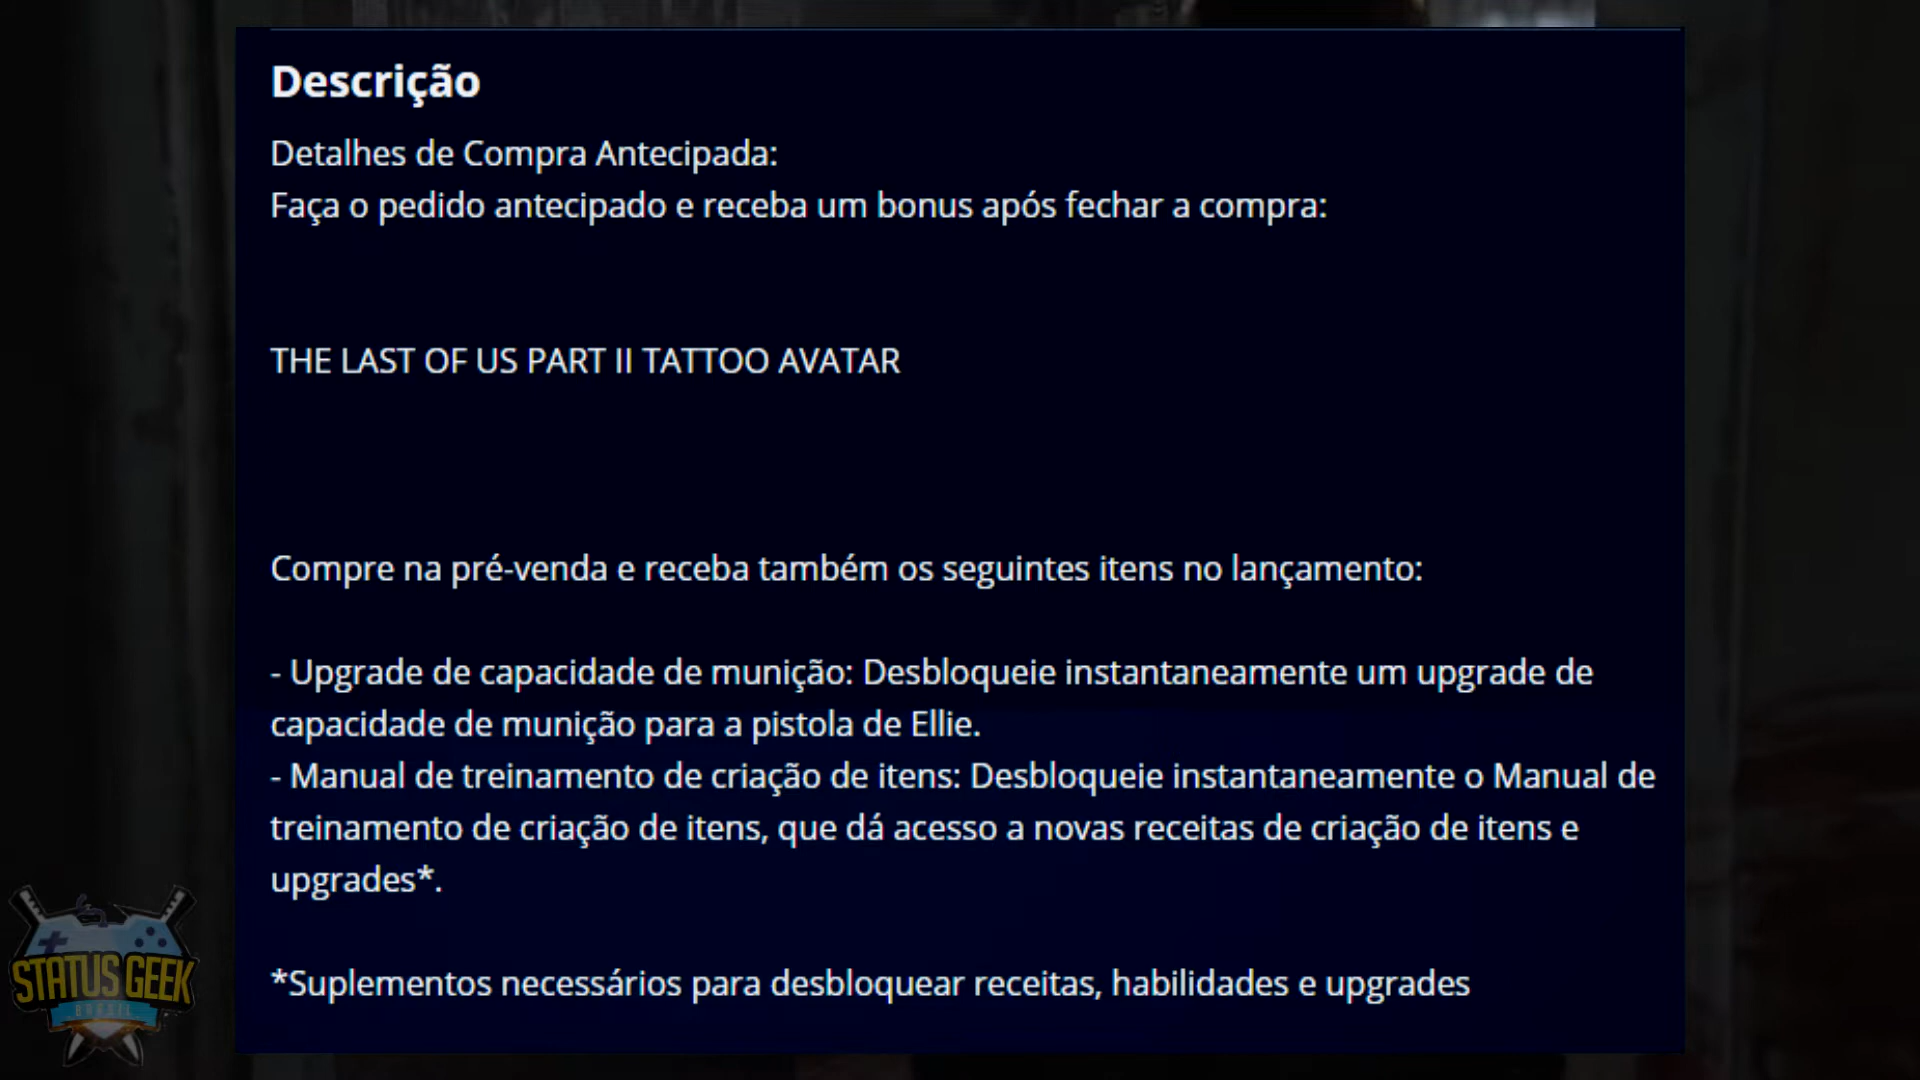 Descrição
Detalhes de Compra Antecipada:
Faça o pedido antecipado e receba um bonus após fechar a compra:
THE LAST OF US PART II TATTOO AVATAR
Compre na pré-venda e receba também os seguintes itens no lançamento:
- Upgrade de capacidade de munição: Desbloqueie instantaneamente um upgrade de
capacidade de munição para a pistola de Ellie.
- Manual de treinamento de criação de itens: Desbloqueie instantaneamente o Manual de
treinamento de criação de itens, que dá acesso a novas receitas de criação de itens e
upgrades*.
*Suplementos necessários para desbloquear receitas, habilidades e upgrades
STATUS GEEK
BRASIL